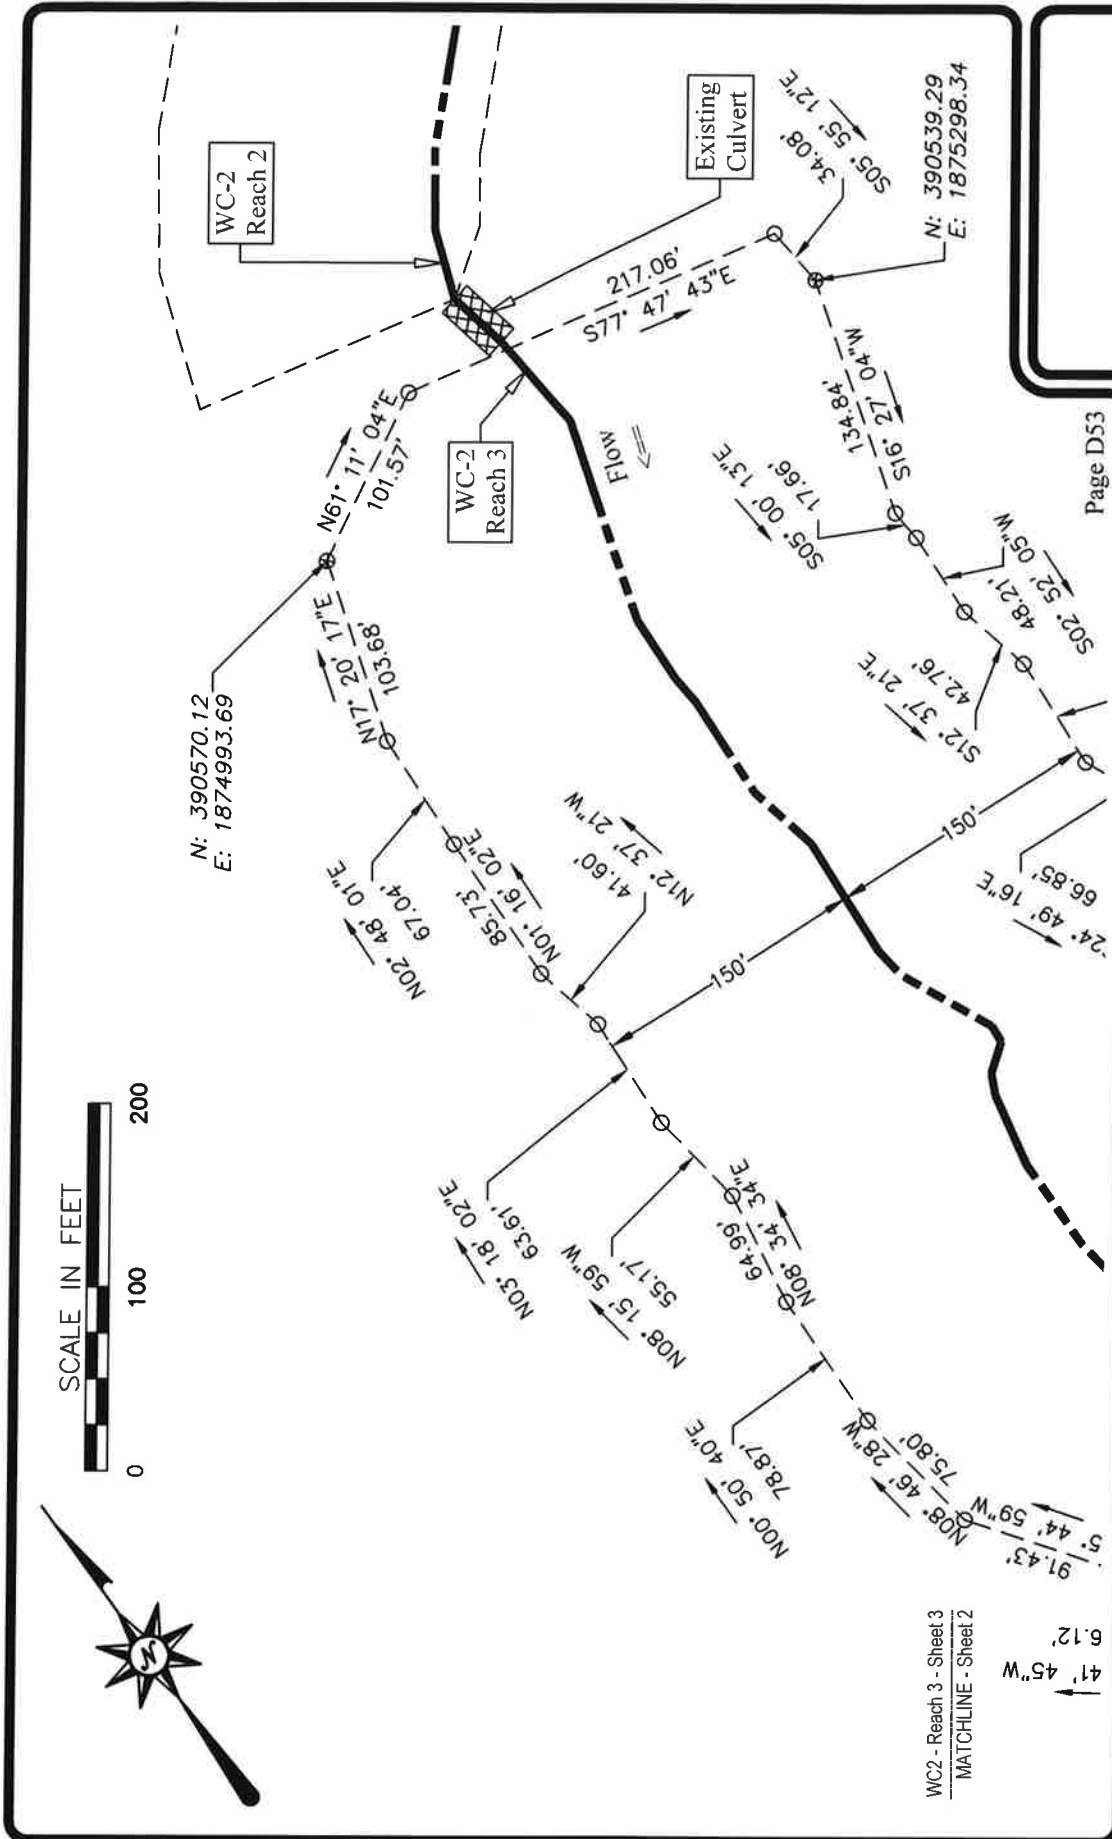 SCALE IN FEET
0
100
200
N
N: 390570.12
E: 1874993.69
WC-2
Reach 2
Existing
Culvert
WC-2
Reach 3
Flow
N61° 11' 04"E
101.57'
217.06'
S77° 47' 43"E
34.08'
S05° 55' 12"E
N: 390539.29
E: 1875298.34
134.84'
S16° 27' 04"W
S05° 00' 13"E
17.66'
48.21'
S02° 52' 05"W
S12° 37' 21"E
42.76'
24° 49' 16"E
66.85'
150'
150'
N17° 20' 17"E
103.68'
N02° 48' 01"E
67.04'
85.73'
N01° 16' 02"E
41.60'
N12° 37' 21"W
N03° 18' 02"E
63.61'
N08° 15' 59"W
55.17'
64.99'
N08° 34' 34"E
N00° 50' 40"E
78.87'
N08° 46' 28"W
75.80'
91.43'
5° 44' 59"W
41' 45"W
6.12'
WC2 - Reach 3 - Sheet 3
MATCHLINE - Sheet 2
Page D53